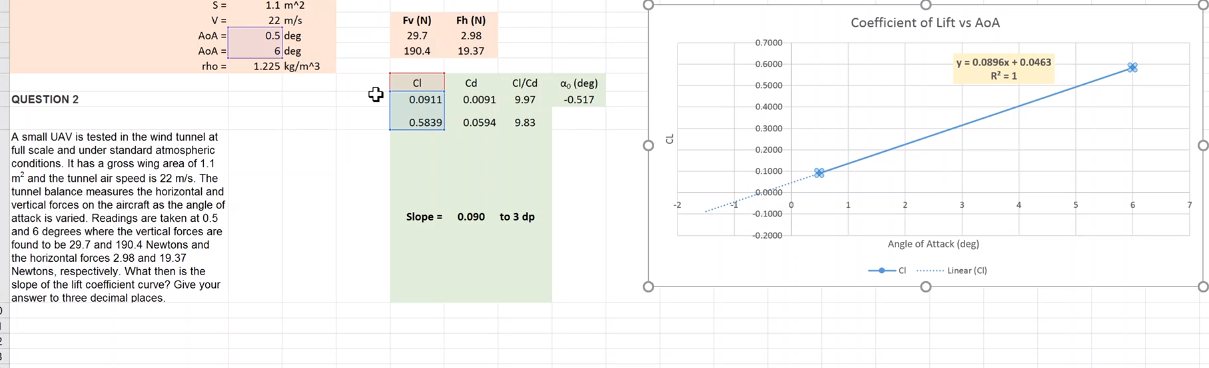 S = 1.1 m^2
V = 22 m/s
AoA = 0.5 deg
AoA = 6 deg
rho = 1.225 kg/m^3
Fv (N) Fh (N)
29.7 2.98
190.4 19.37
Cl Cd Cl/Cd α₀ (deg)
0.0911 0.0091 9.97 -0.517
0.5839 0.0594 9.83
QUESTION 2
A small UAV is tested in the wind tunnel at
full scale and under standard atmospheric
conditions. It has a gross wing area of 1.1
m² and the tunnel air speed is 22 m/s. The
tunnel balance measures the horizontal and
vertical forces on the aircraft as the angle of
attack is varied. Readings are taken at 0.5
and 6 degrees where the vertical forces are
found to be 29.7 and 190.4 Newtons and
the horizontal forces 2.98 and 19.37
Newtons, respectively. What then is the
slope of the lift coefficient curve? Give your
answer to three decimal places.
Slope = 0.090 to 3 dp
Coefficient of Lift vs AoA
0.7000
0.6000
0.5000
0.4000
0.3000
0.2000
0.1000
0.0000
-0.1000
-0.2000
y = 0.0896x + 0.0463
R² = 1
CL
-2 -1 0 1 2 3 4 5 6 7
Angle of Attack (deg)
Cl Linear (Cl)